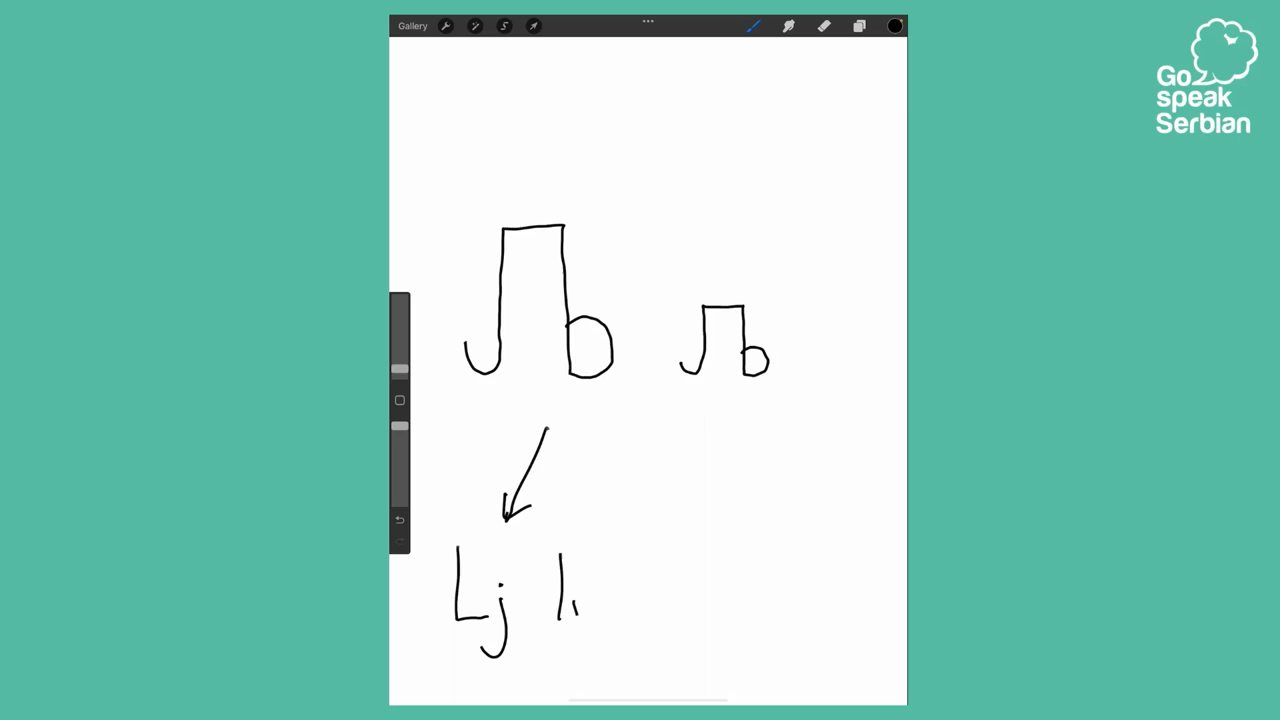 Gallery
Go
speak
Serbian
Љ љ
Lj l